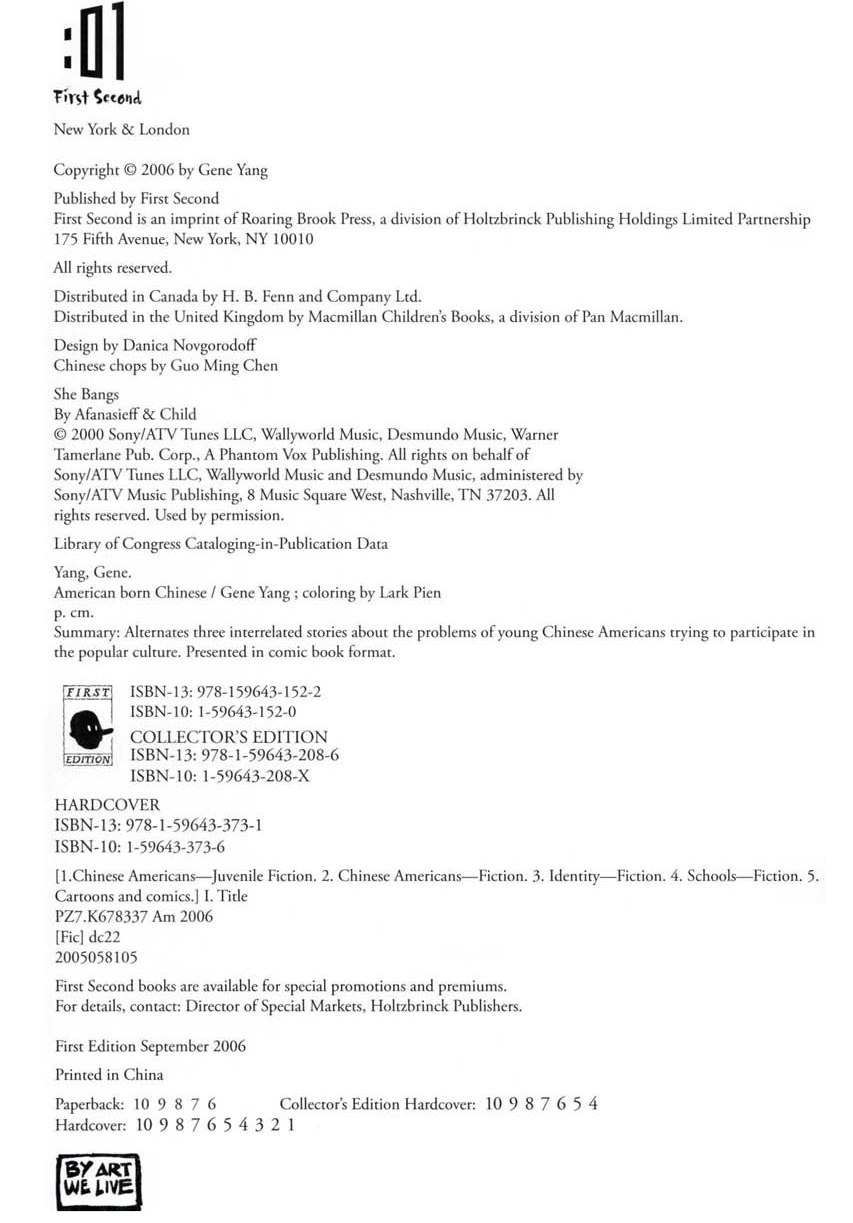 :01
First Second
New York & London
Copyright © 2006 by Gene Yang
Published by First Second
First Second is an imprint of Roaring Brook Press, a division of Holtzbrinck Publishing Holdings Limited Partnership
175 Fifth Avenue, New York, NY 10010
All rights reserved.
Distributed in Canada by H. B. Fenn and Company Ltd.
Distributed in the United Kingdom by Macmillan Children's Books, a division of Pan Macmillan.
Design by Danica Novgorodoff
Chinese chops by Guo Ming Chen
She Bangs
By Afanasieff & Child
© 2000 Sony/ATV Tunes LLC, Wallyworld Music, Desmundo Music, Warner
Tamerlane Pub. Corp., A Phantom Vox Publishing. All rights on behalf of
Sony/ATV Tunes LLC, Wallyworld Music and Desmundo Music, administered by
Sony/ATV Music Publishing, 8 Music Square West, Nashville, TN 37203. All
rights reserved. Used by permission.
Library of Congress Cataloging-in-Publication Data
Yang, Gene.
American born Chinese / Gene Yang ; coloring by Lark Pien
p. cm.
Summary: Alternates three interrelated stories about the problems of young Chinese Americans trying to participate in
the popular culture. Presented in comic book format.
FIRST
EDITION
ISBN-13: 978-159643-152-2
ISBN-10: 1-59643-152-0
COLLECTOR'S EDITION
ISBN-13: 978-1-59643-208-6
ISBN-10: 1-59643-208-X
HARDCOVER
ISBN-13: 978-1-59643-373-1
ISBN-10: 1-59643-373-6
[1.Chinese Americans—Juvenile Fiction. 2. Chinese Americans—Fiction. 3. Identity—Fiction. 4. Schools—Fiction. 5.
Cartoons and comics.] I. Title
PZ7.K678337 Am 2006
[Fic] dc22
2005058105
First Second books are available for special promotions and premiums.
For details, contact: Director of Special Markets, Holtzbrinck Publishers.
First Edition September 2006
Printed in China
Paperback: 10 9 8 7 6 Collector's Edition Hardcover: 10 9 8 7 6 5 4
Hardcover: 10 9 8 7 6 5 4 3 2 1
BY ART
WE LIVE